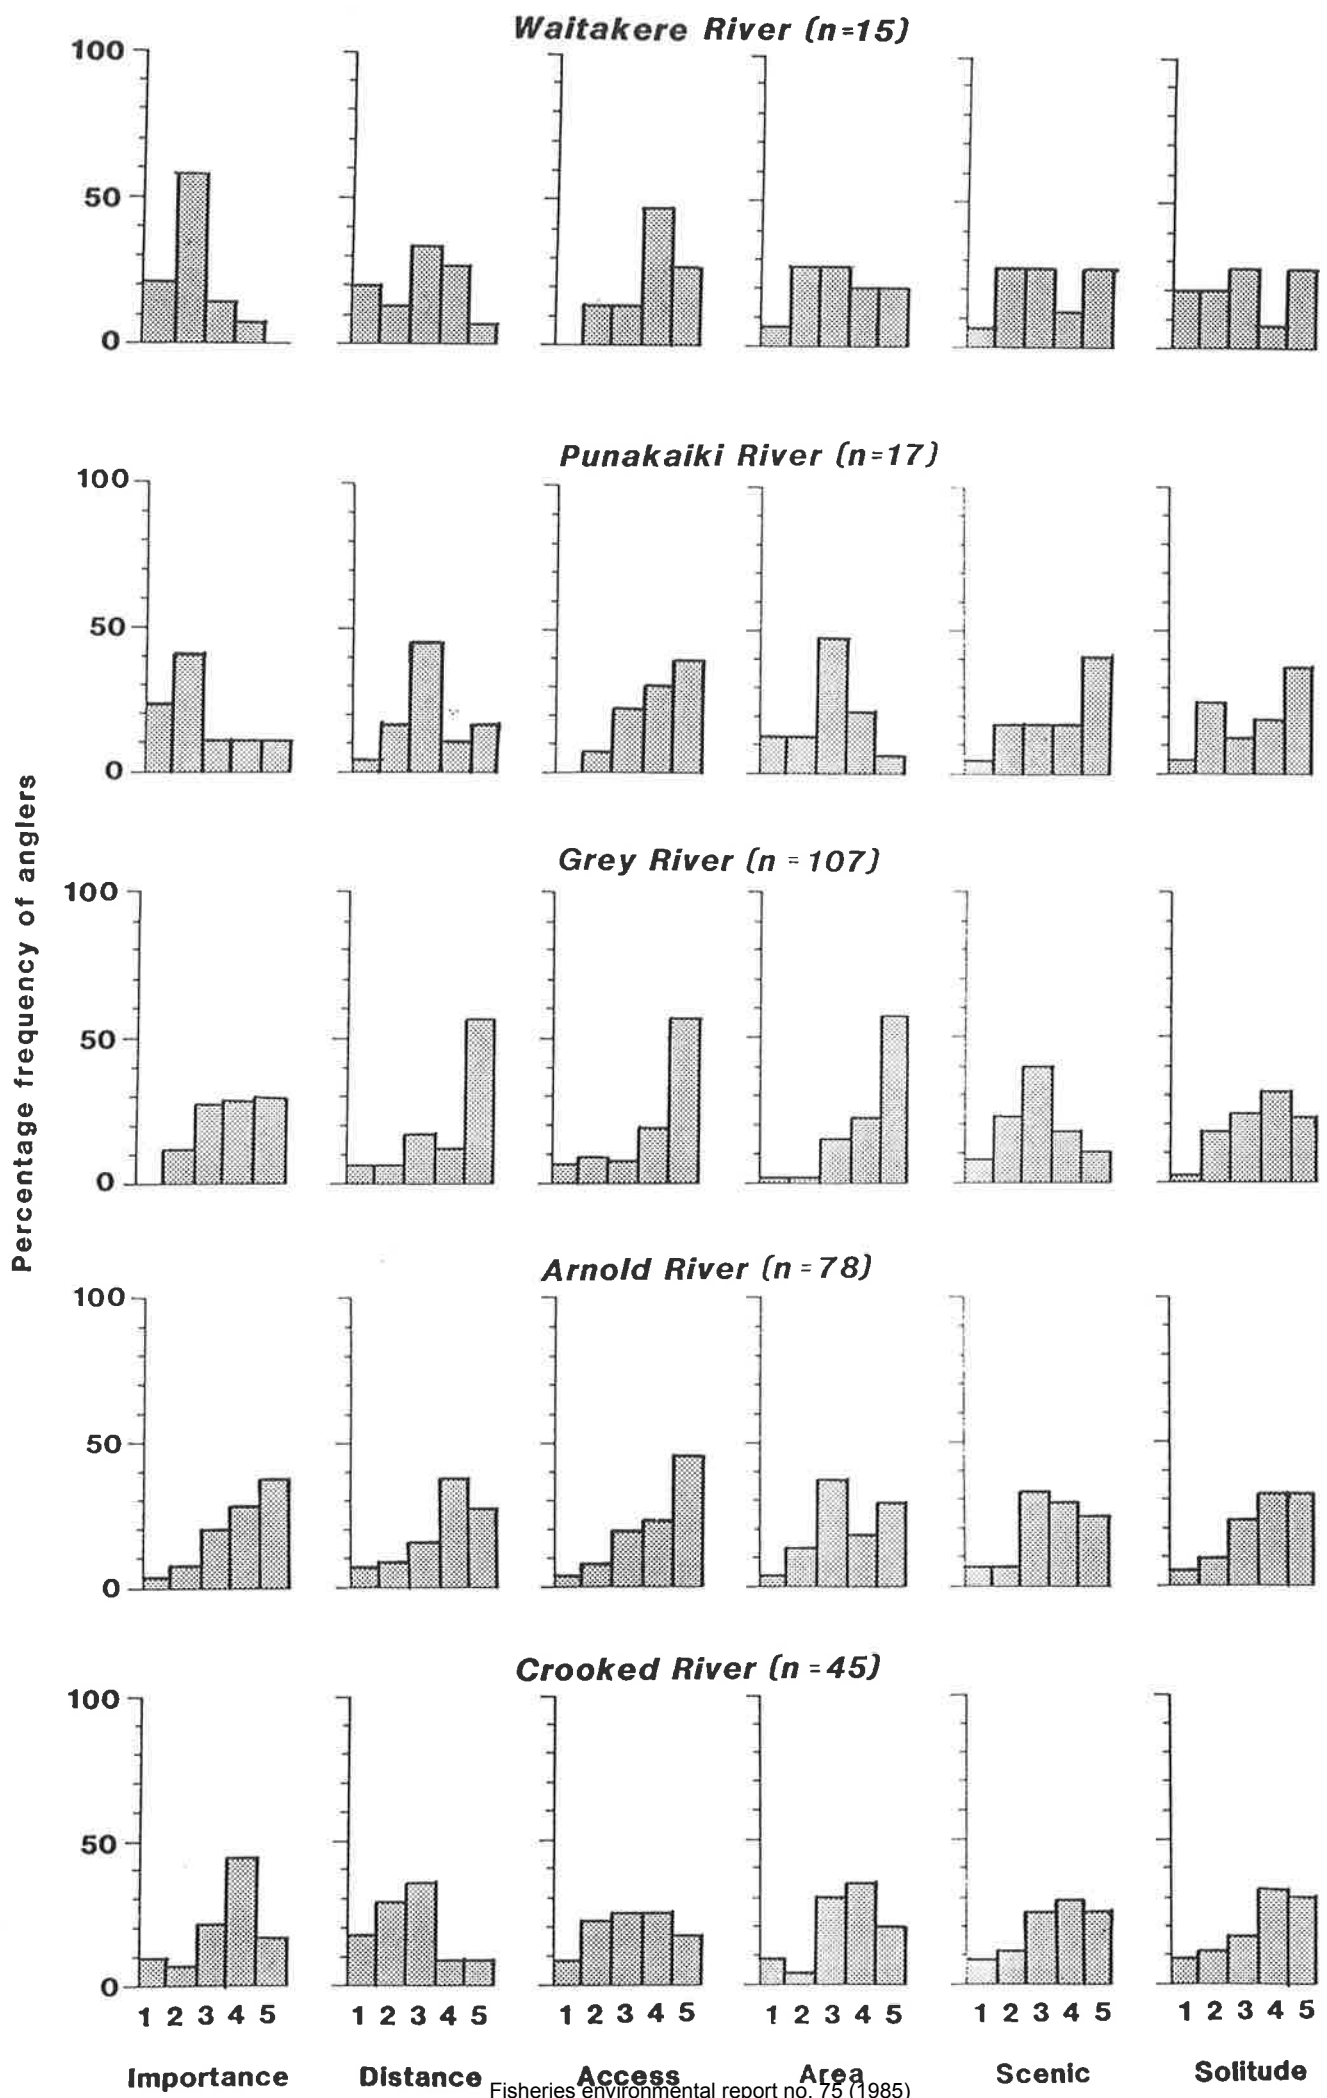 Waitakere River (n=15)
100
50
0
Punakaiki River (n=17)
100
50
0
Percentage frequency of anglers
Grey River (n = 107)
100
50
0
Arnold River (n = 78)
100
50
0
Crooked River (n = 45)
100
50
0
1 2 3 4 5 1 2 3 4 5 1 2 3 4 5 1 2 3 4 5 1 2 3 4 5 1 2 3 4 5
Importance Distance Access Area Scenic Solitude
Fisheries environmental report no. 75 (1985)